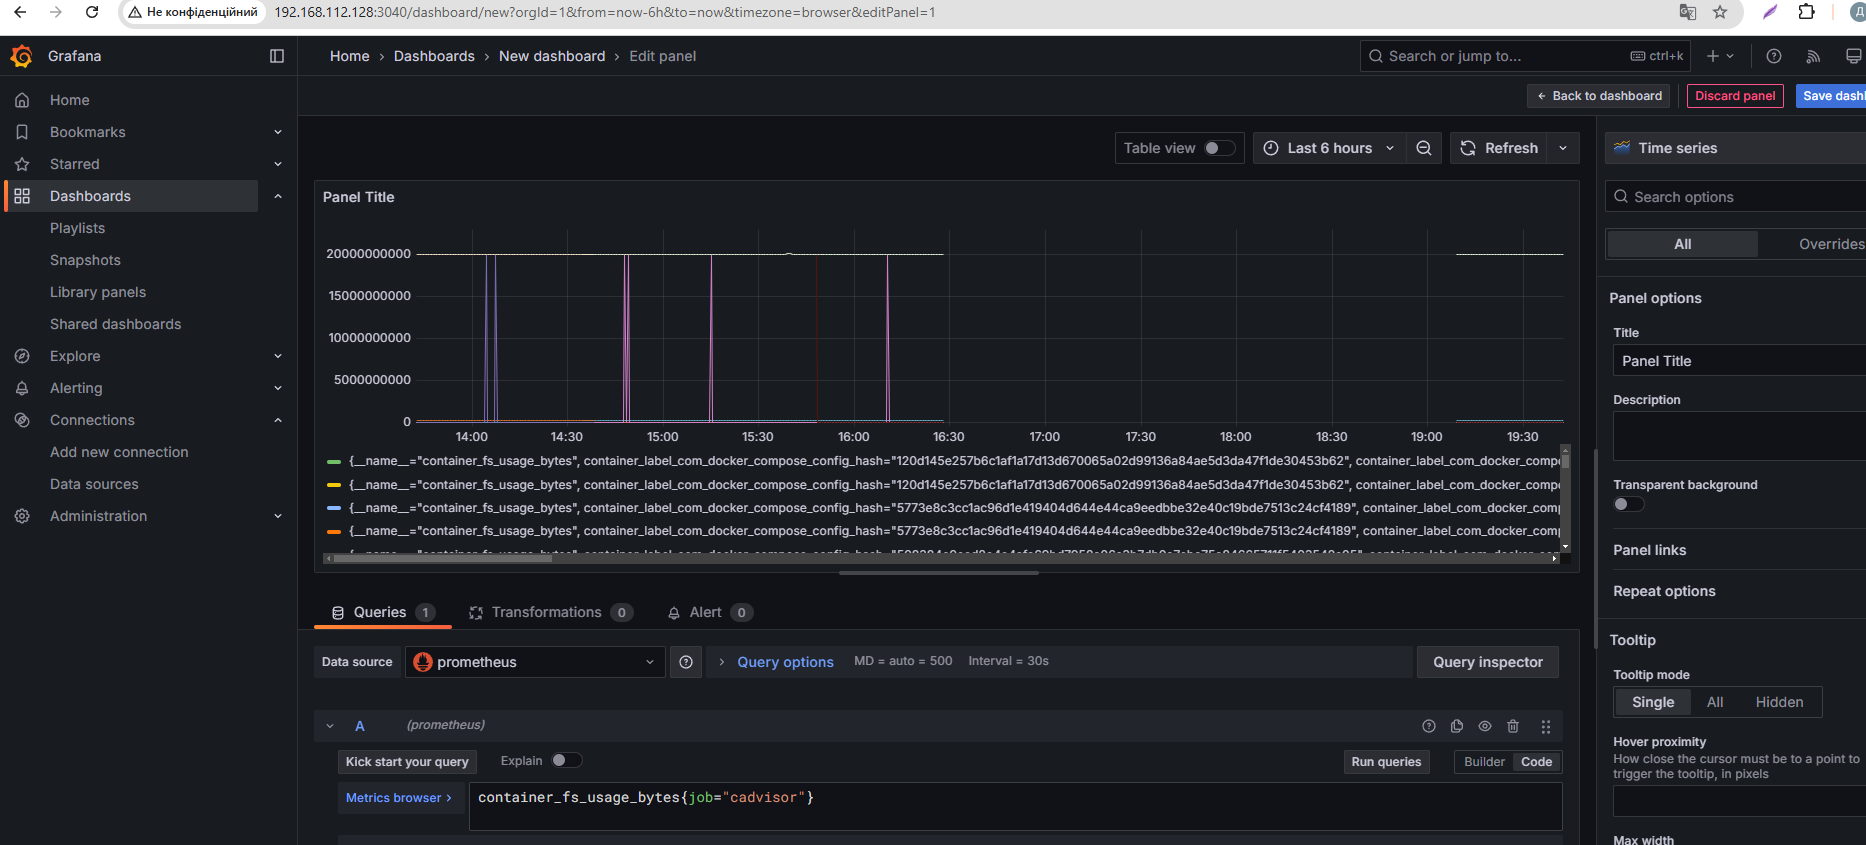 Не конфіденційний
192.168.112.128:3040/dashboard/new?orgId=1&from=now-6h&to=now&timezone=browser&editPanel=1
Grafana
Home › Dashboards › New dashboard › Edit panel
Search or jump to...
ctrl+k
Back to dashboard
Discard panel
Save dash
Home
Bookmarks
Starred
Dashboards
Playlists
Snapshots
Library panels
Shared dashboards
Explore
Alerting
Connections
Add new connection
Data sources
Administration
Table view
Last 6 hours
Refresh
Panel Title
20000000000
15000000000
10000000000
5000000000
0
14:00 14:30 15:00 15:30 16:00 16:30 17:00 17:30 18:00 18:30 19:00 19:30
{__name__="container_fs_usage_bytes", container_label_com_docker_compose_config_hash="120d145e257b6c1af1a17d13d670065a02d99136a84ae5d3da47f1de30453b62", container_label_com_docker_compo
{__name__="container_fs_usage_bytes", container_label_com_docker_compose_config_hash="120d145e257b6c1af1a17d13d670065a02d99136a84ae5d3da47f1de30453b62", container_label_com_docker_compo
{__name__="container_fs_usage_bytes", container_label_com_docker_compose_config_hash="5773e8c3cc1ac96d1e419404d644e44ca9eedbbe32e40c19bde7513c24cf4189", container_label_com_docker_compo
{__name__="container_fs_usage_bytes", container_label_com_docker_compose_config_hash="5773e8c3cc1ac96d1e419404d644e44ca9eedbbe32e40c19bde7513c24cf4189", container_label_com_docker_compo
Queries 1
Transformations 0
Alert 0
Data source
prometheus
Query options
MD = auto = 500
Interval = 30s
Query inspector
A
(prometheus)
Kick start your query
Explain
Run queries
Builder
Code
Metrics browser >
container_fs_usage_bytes{job="cadvisor"}
Time series
Search options
All
Overrides
Panel options
Title
Panel Title
Description
Transparent background
Panel links
Repeat options
Tooltip
Tooltip mode
Single
All
Hidden
Hover proximity
How close the cursor must be to a point to
trigger the tooltip, in pixels
Max width